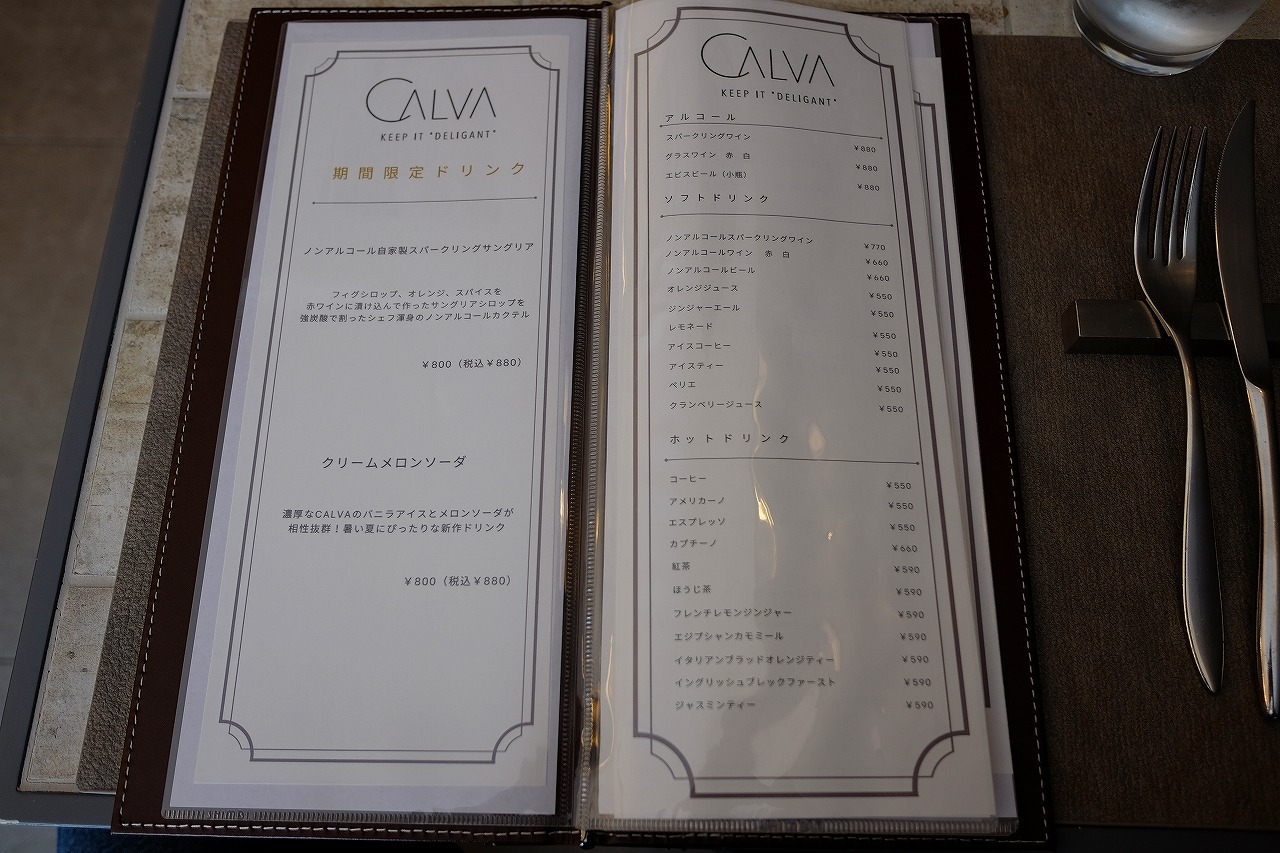 CALVA
KEEP IT "DELIGANT"
期間限定ドリンク
ノンアルコール自家製スパークリングサングリア
フィグシロップ、オレンジ、スパイスを
赤ワインに漬け込んで作ったサングリアシロップを
強炭酸で割ったシェフ渾身のノンアルコールカクテル
￥800（税込￥880）
クリームメロンソーダ
濃厚なCALVAのバニラアイスとメロンソーダが
相性抜群！暑い夏にぴったりな新作ドリンク
￥800（税込￥880）
CALVA
KEEP IT "DELIGANT"
アルコール
スパークリングワイン ￥880
グラスワイン 赤 白 ￥880
エビスビール（小瓶） ￥880
ソフトドリンク
ノンアルコールスパークリングワイン ￥770
ノンアルコールワイン 赤 白 ￥660
ノンアルコールビール ￥660
オレンジジュース ￥550
ジンジャーエール ￥550
レモネード ￥550
アイスコーヒー ￥550
アイスティー ￥550
ペリエ ￥550
クランベリージュース ￥550
ホットドリンク
コーヒー ￥550
アメリカーノ ￥550
エスプレッソ ￥550
カプチーノ ￥660
紅茶 ￥590
ほうじ茶 ￥590
フレンチレモンジンジャー ￥590
エジプシャンカモミール ￥590
イタリアンブラッドオレンジティー ￥590
イングリッシュブレックファースト ￥590
ジャスミンティー ￥590